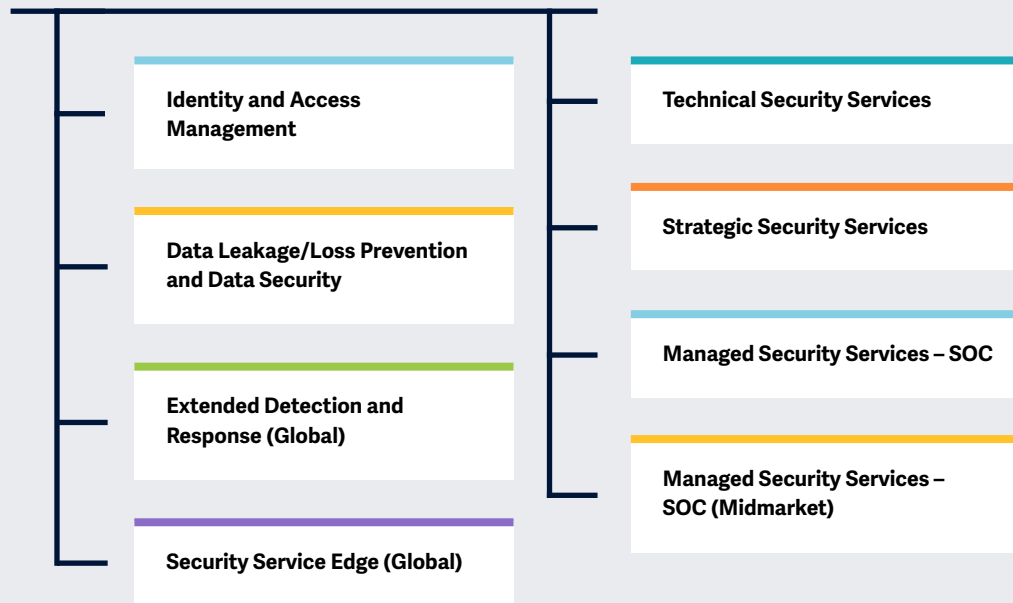 Identity and Access
Management
Data Leakage/Loss Prevention
and Data Security
Extended Detection and
Response (Global)
Security Service Edge (Global)
Technical Security Services
Strategic Security Services
Managed Security Services – SOC
Managed Security Services –
SOC (Midmarket)